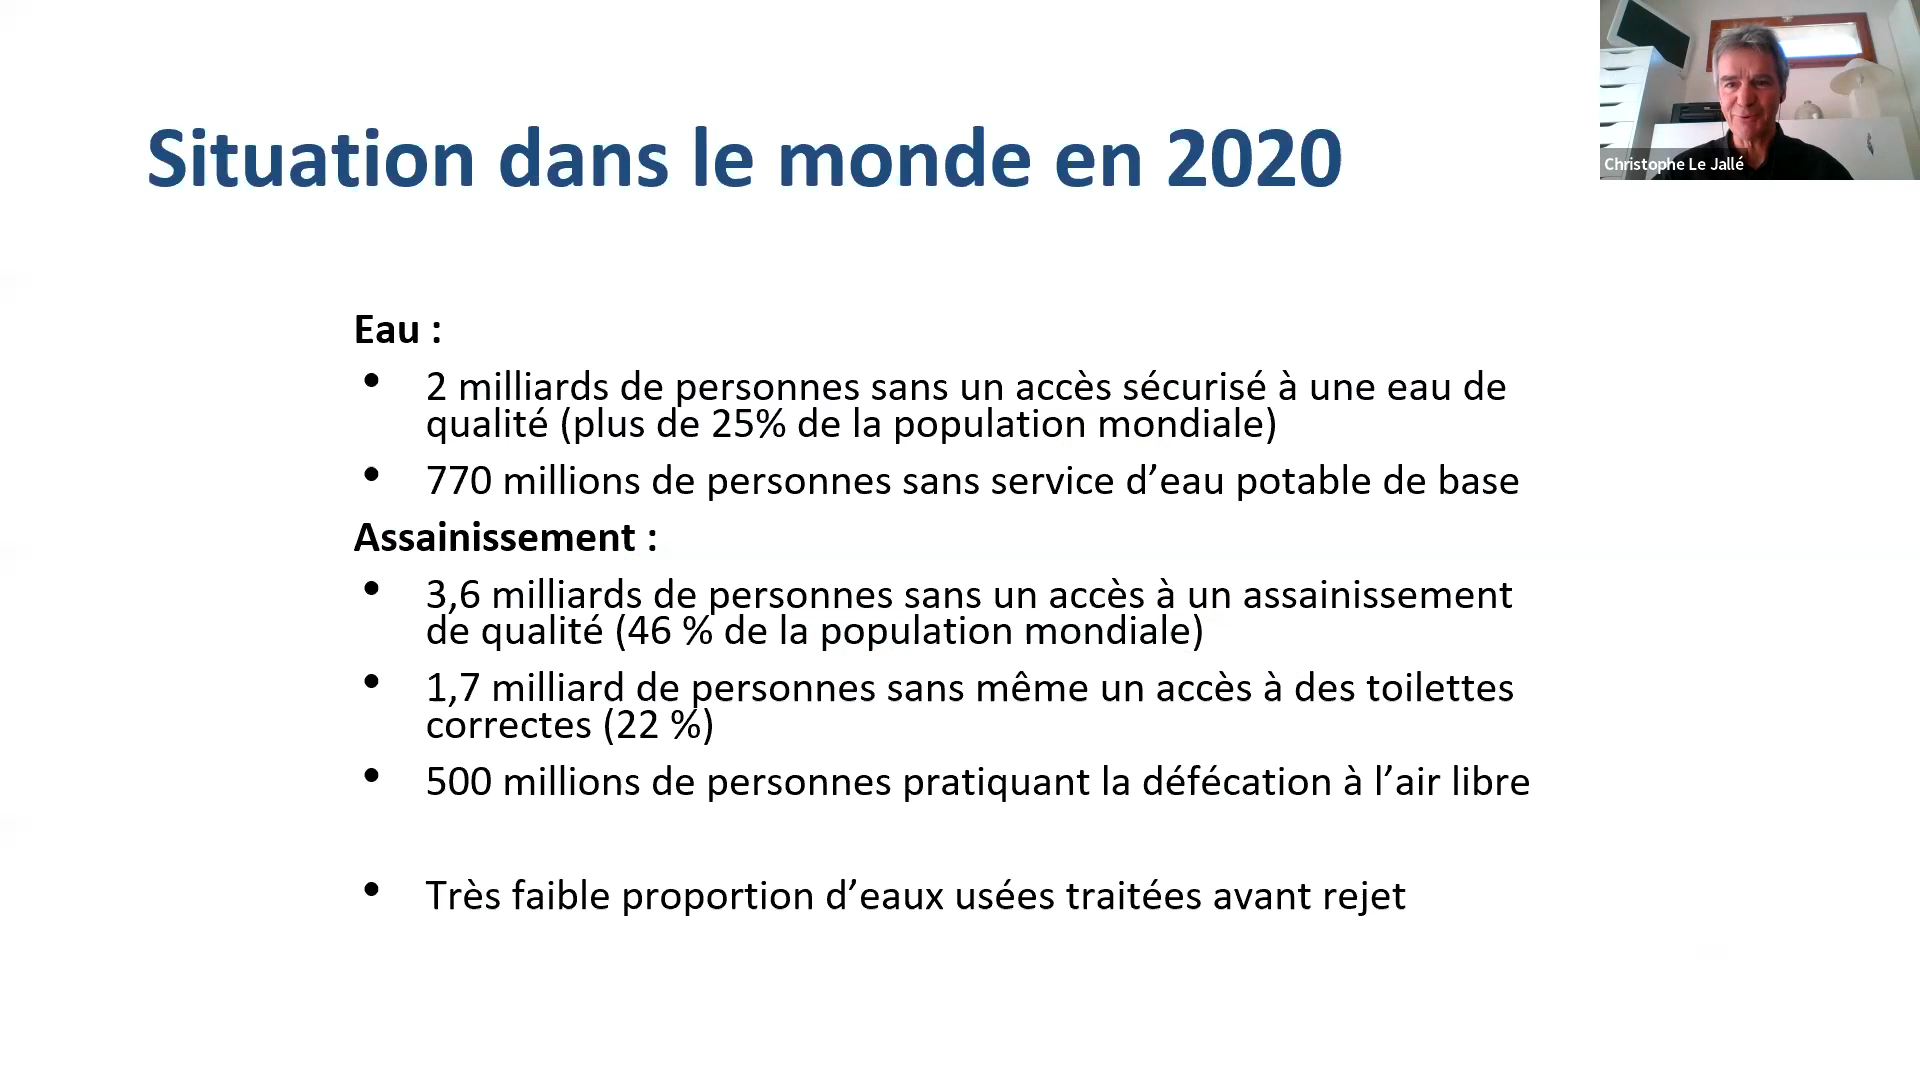 Situation dans le monde en 2020
Christophe Le Jallé
Eau :
• 2 milliards de personnes sans un accès sécurisé à une eau de
qualité (plus de 25% de la population mondiale)
• 770 millions de personnes sans service d’eau potable de base
Assainissement :
• 3,6 milliards de personnes sans un accès à un assainissement
de qualité (46 % de la population mondiale)
• 1,7 milliard de personnes sans même un accès à des toilettes
correctes (22 %)
• 500 millions de personnes pratiquant la défécation à l’air libre
• Très faible proportion d’eaux usées traitées avant rejet